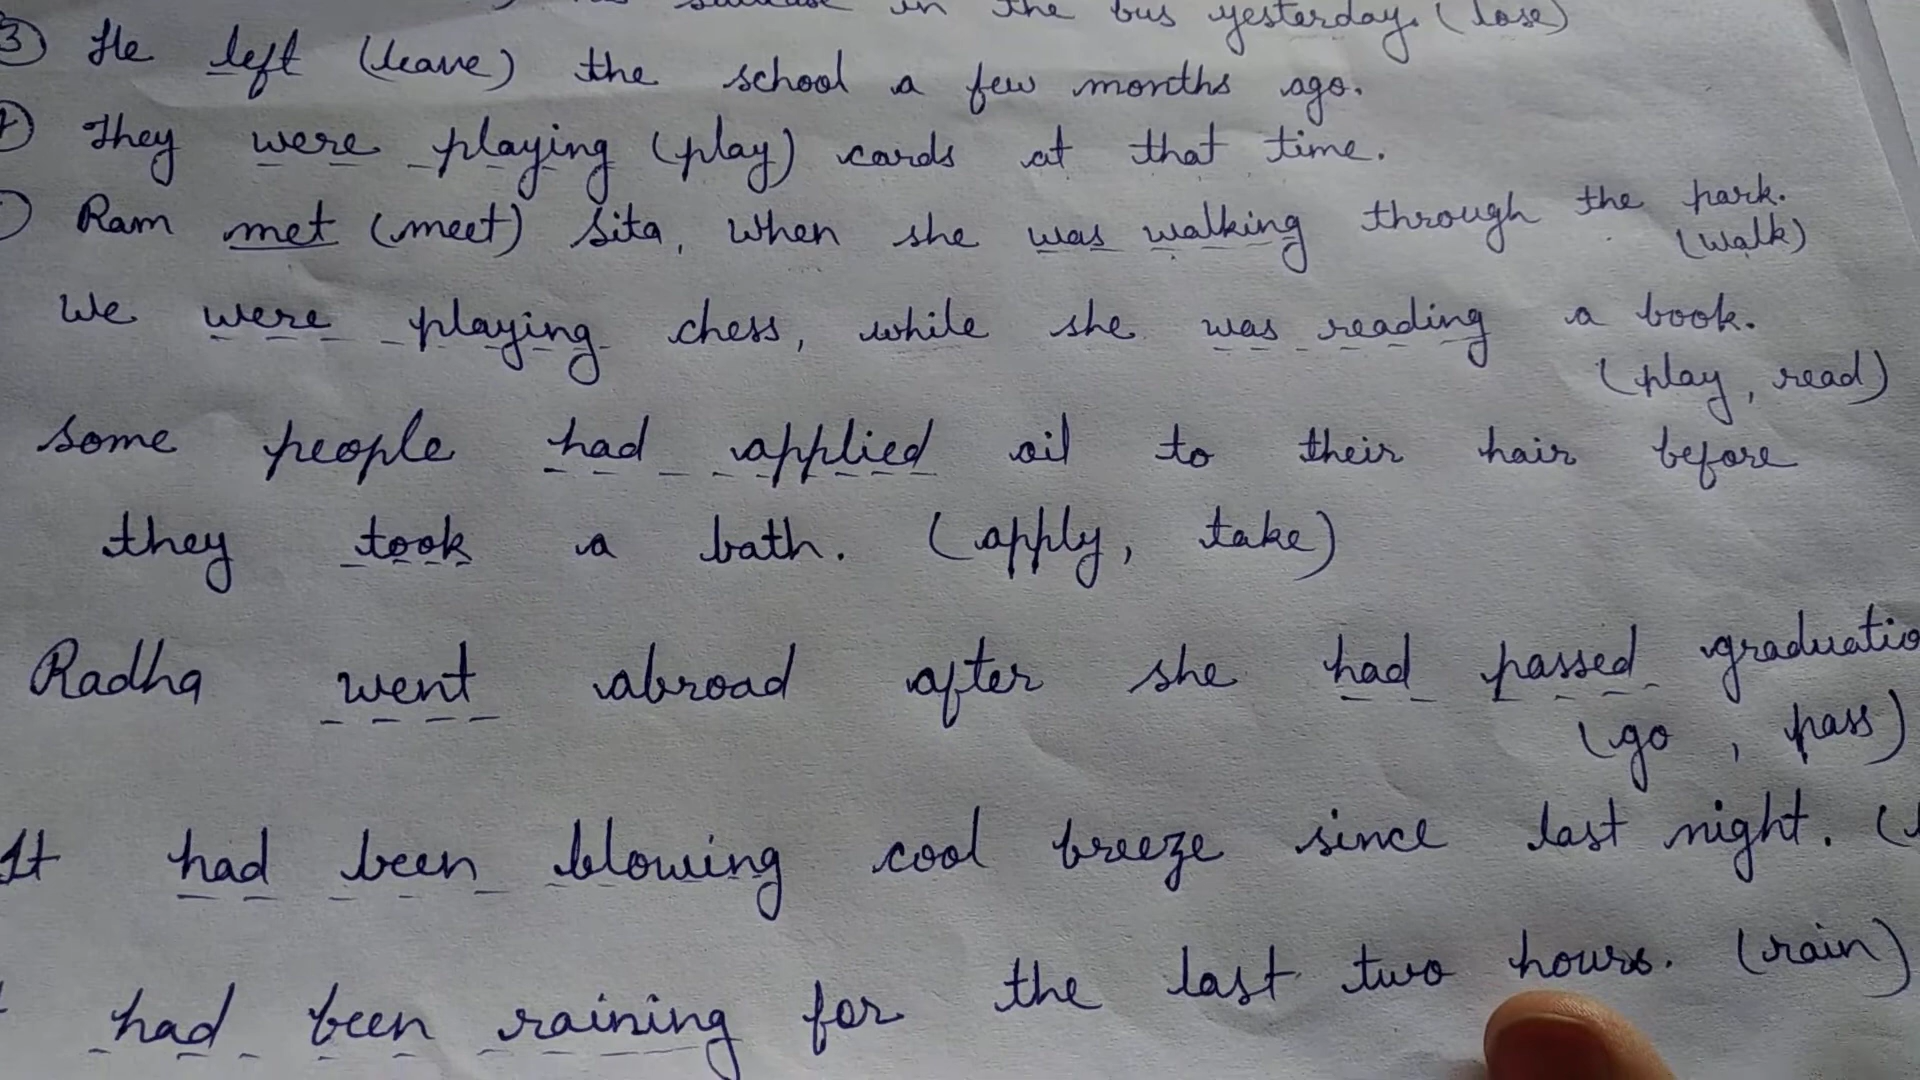 in the bus yesterday. (lose)
3 He left (leave) the school a few months ago.
They were playing (play) cards at that time.
Ram met (meet) Sita, when she was walking through the park.
(walk)
We were playing chess, while she was reading a book.
(play, read)
Some people had applied oil to their hair before
they took a bath. (apply, take)
Radha went abroad after she had passed graduatio
(go, pass)
It had been blowing cool breeze since last night. (
had been raining for the last two hours. (rain)